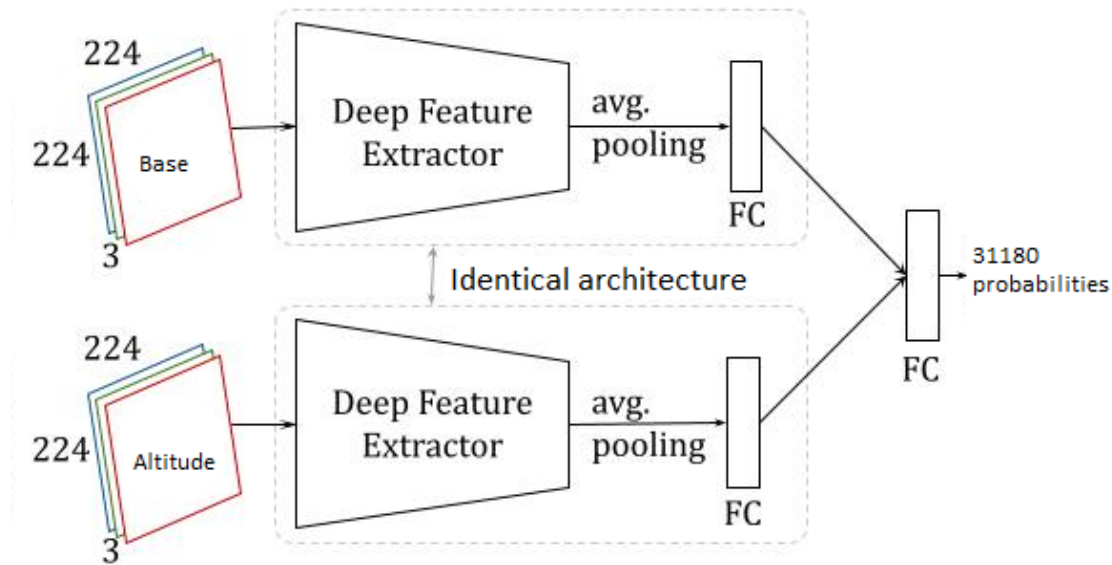 224
224
Base
3
Deep Feature
Extractor
avg.
pooling
FC
Identical architecture
224
224
Altitude
3
Deep Feature
Extractor
avg.
pooling
FC
FC
31180
probabilities